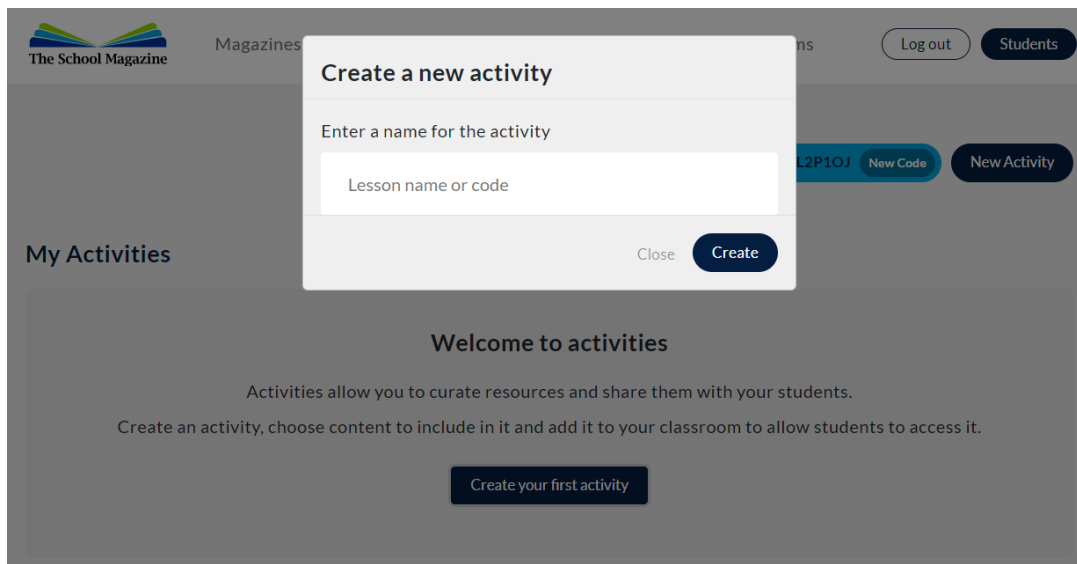 The School Magazine
Magazines
ms
Log out
Students
Create a new activity
Enter a name for the activity
Lesson name or code
L2P1OJ
New Code
New Activity
Close
Create
My Activities
Welcome to activities
Activities allow you to curate resources and share them with your students.
Create an activity, choose content to include in it and add it to your classroom to allow students to access it.
Create your first activity